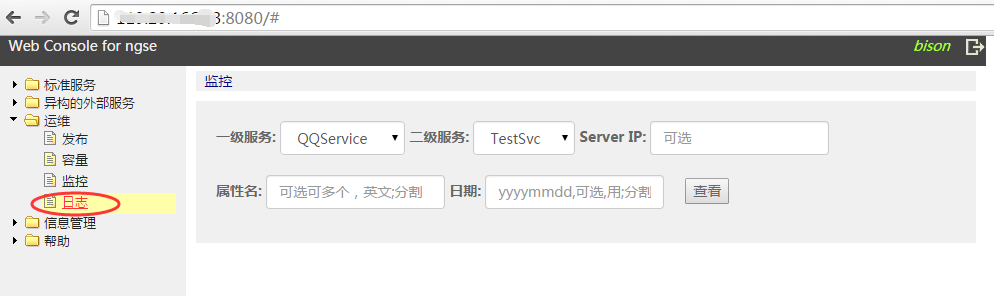 :8080/#
Web Console for ngse
bison
标准服务
异构的外部服务
运维
发布
容量
监控
日志
信息管理
帮助
监控
一级服务: QQService 二级服务: TestSvc Server IP: 可选
属性名: 可选可多个，英文;分割 日期: yyyymmdd,可选,用;分割 查看